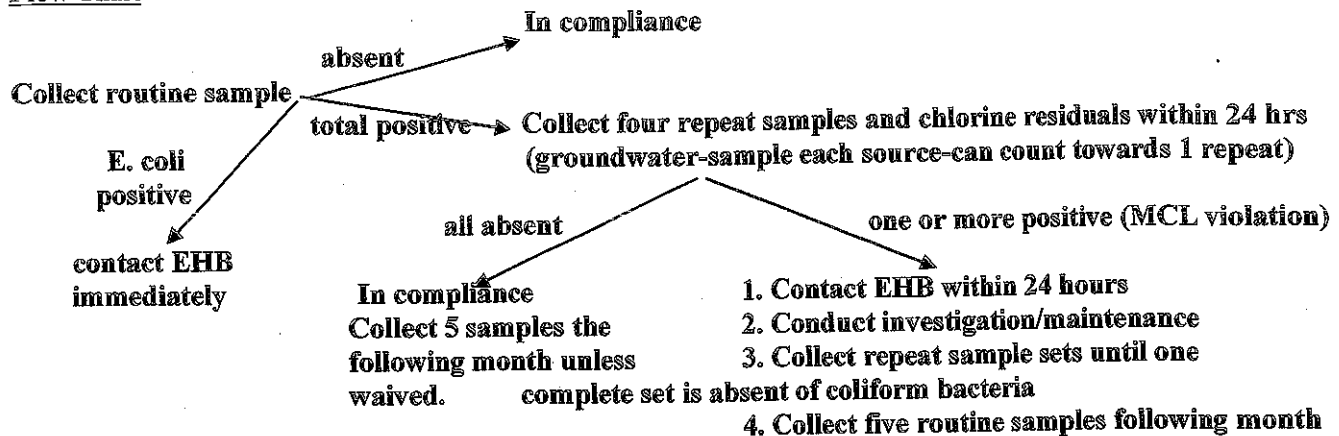 In compliance
absent
Collect routine sample
total positive
Collect four repeat samples and chlorine residuals within 24 hrs
(groundwater-sample each source-can count towards 1 repeat)
E. coli
positive
contact EHB
immediately
all absent
one or more positive (MCL violation)
In compliance
Collect 5 samples the
following month unless
waived.
1. Contact EHB within 24 hours
2. Conduct investigation/maintenance
3. Collect repeat sample sets until one
complete set is absent of coliform bacteria
4. Collect five routine samples following month